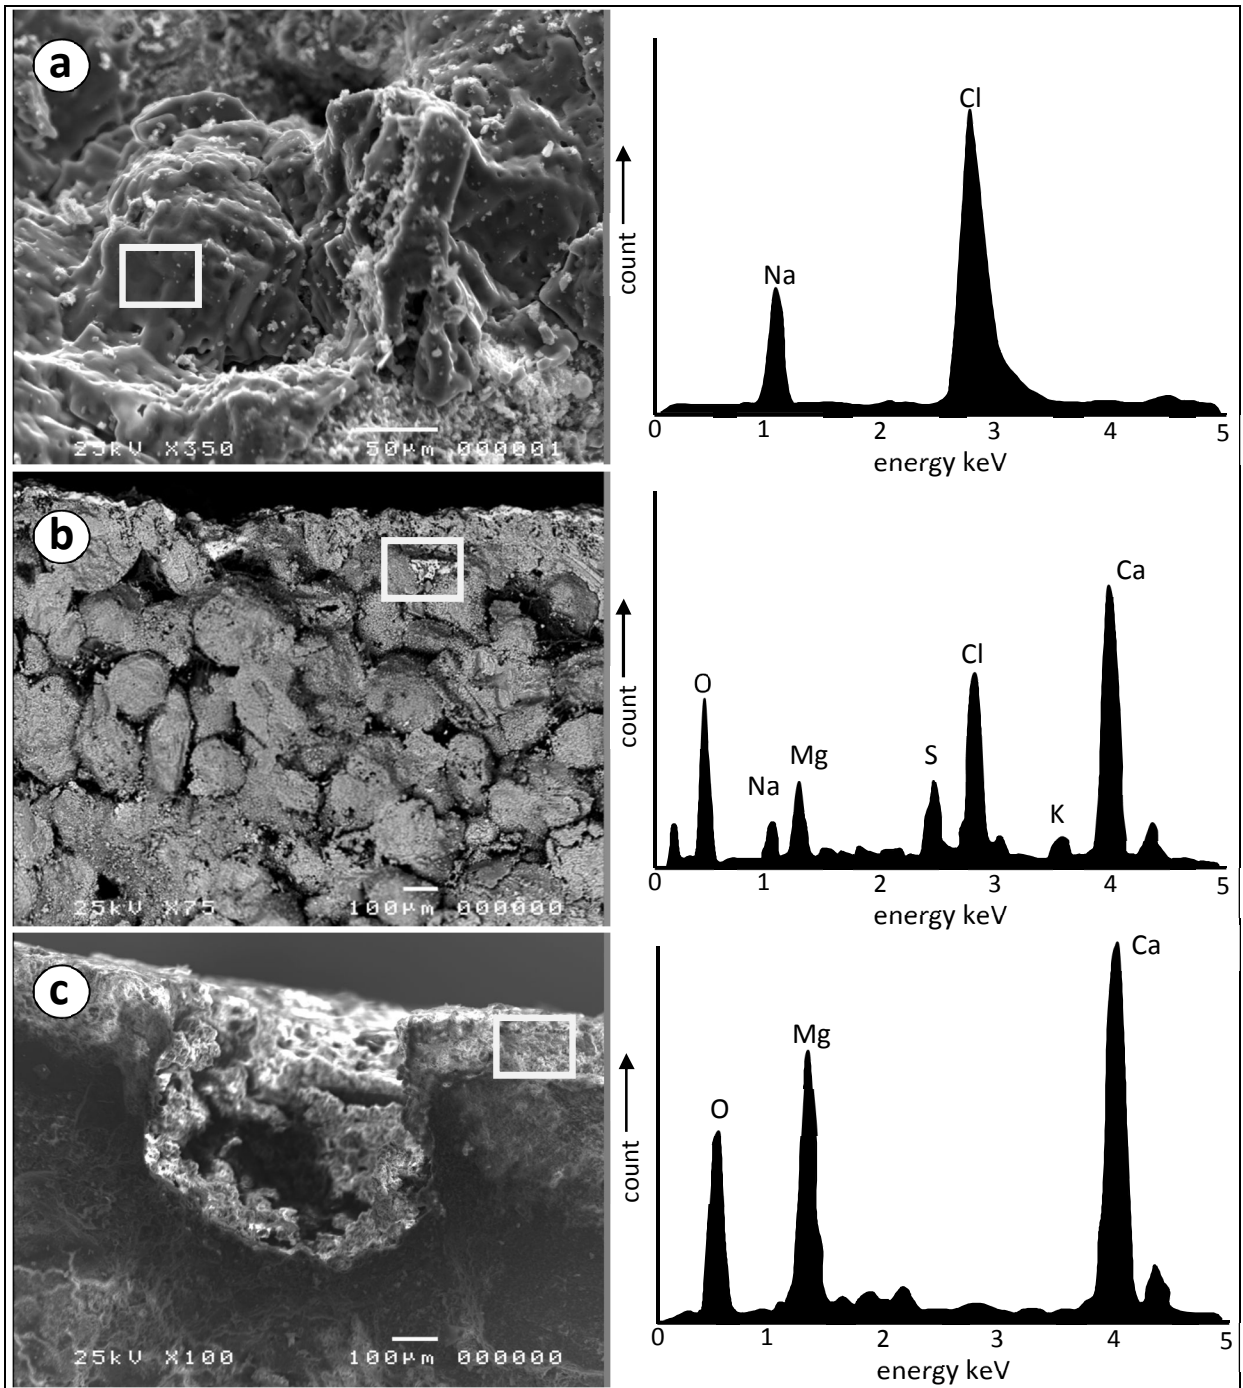 a
25kV X350 50µm 000001
Cl
Na
count
0 1 2 3 4 5
energy keV
b
25kV X75 100µm 000000
Ca
Cl
O
Mg
S
Na
K
count
0 1 2 3 4 5
energy keV
c
25kV X100 100µm 000000
Ca
Mg
O
count
0 1 2 3 4 5
energy keV